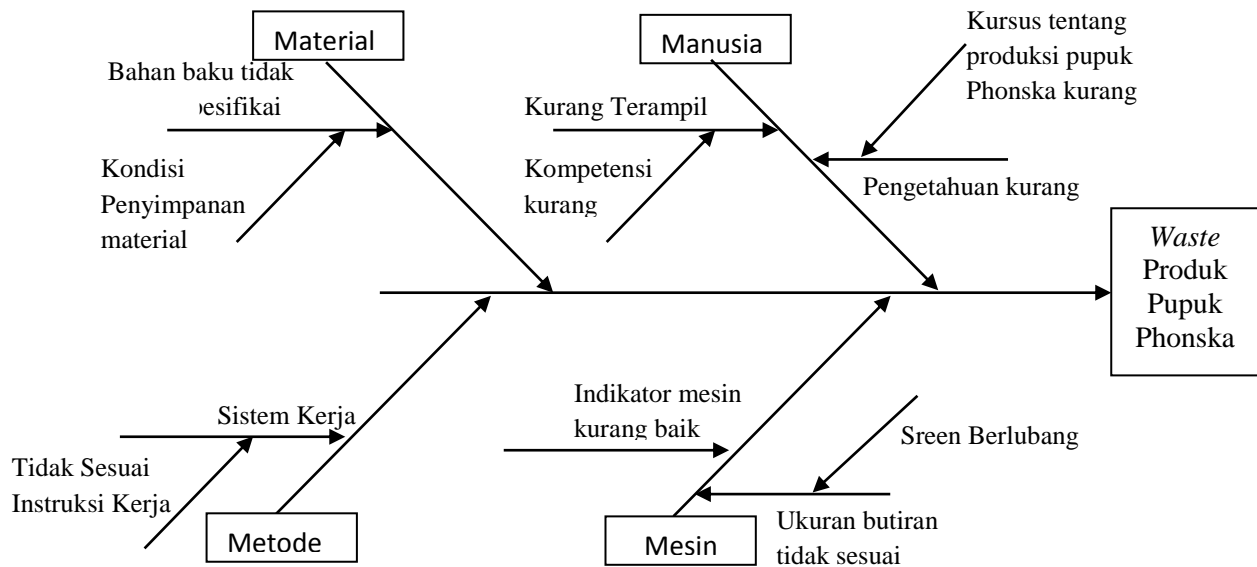 Material
Bahan baku tidak
esifikai
Kondisi
Penyimpanan
material
Manusia
Kurang Terampil
Kompetensi
kurang
Kursus tentang
produksi pupuk
Phonska kurang
Pengetahuan kurang
Waste
Produk
Pupuk
Phonska
Sistem Kerja
Tidak Sesuai
Instruksi Kerja
Metode
Indikator mesin
kurang baik
Sreen Berlubang
Ukuran butiran
tidak sesuai
Mesin